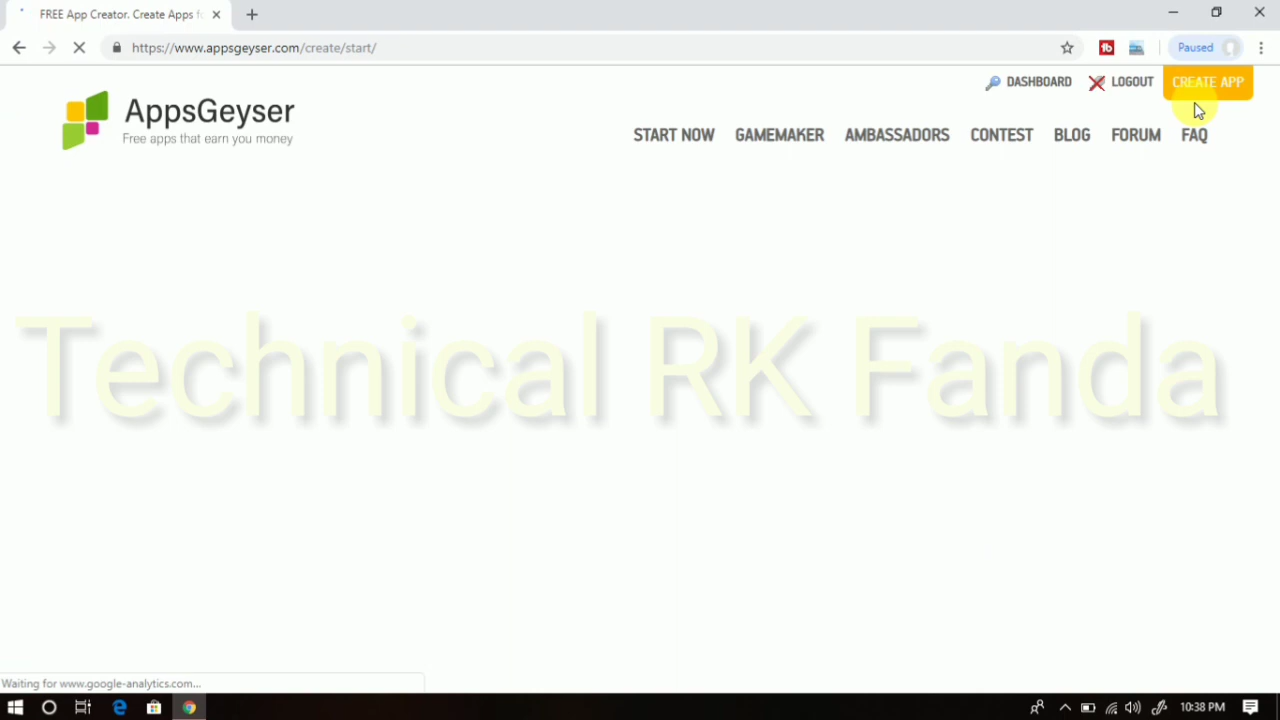 FREE App Creator. Create Apps f
https://www.appsgeyser.com/create/start/
Paused
DASHBOARD
LOGOUT
CREATE APP
AppsGeyser
Free apps that earn you money
START NOW
GAMEMAKER
AMBASSADORS
CONTEST
BLOG
FORUM
FAQ
Technical RK Fanda
Waiting for www.google-analytics.com...
10:38 PM